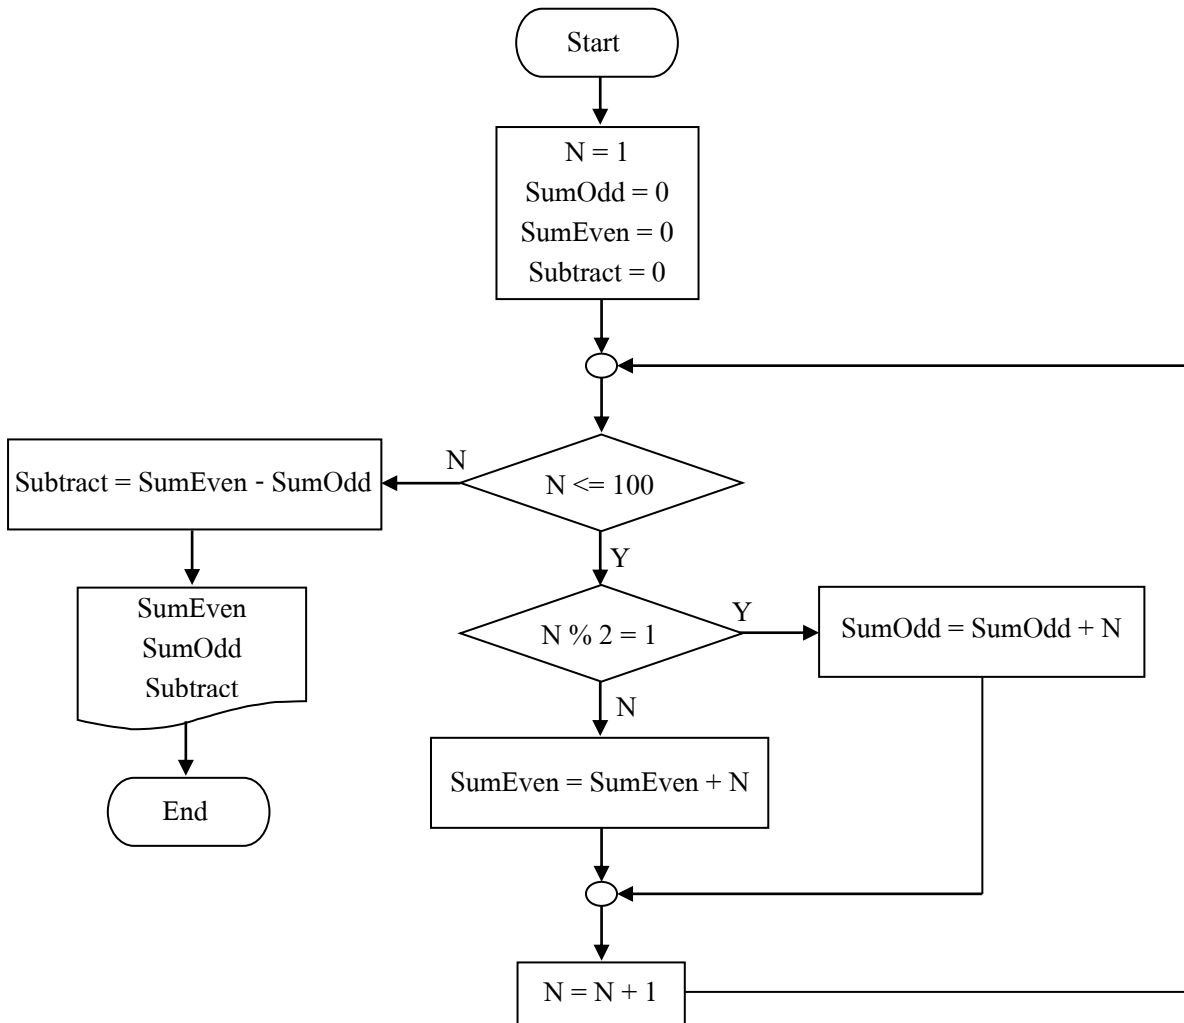 Start
N = 1
SumOdd = 0
SumEven = 0
Subtract = 0
N
Subtract = SumEven - SumOdd
N <= 100
Y
SumEven
SumOdd
Subtract
N % 2 = 1
Y
SumOdd = SumOdd + N
N
SumEven = SumEven + N
End
N = N + 1